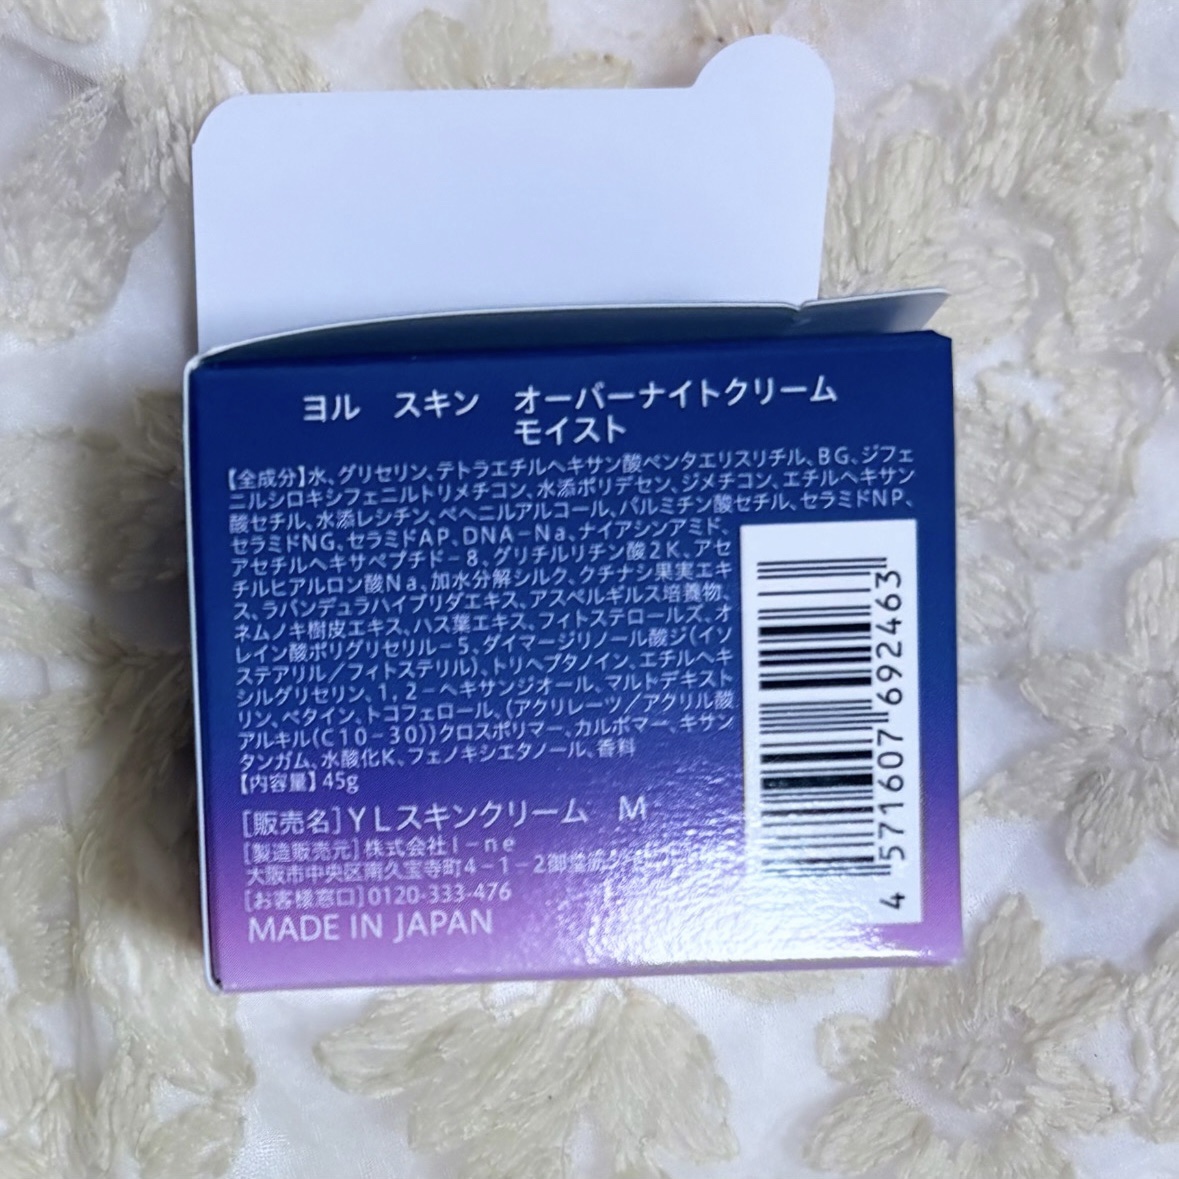 ヨル　スキン　オーバーナイトクリーム
モイスト
【全成分】水、グリセリン、テトラエチルヘキサン酸ペンタエリスリチル、BG、ジフェ
ニルシロキシフェニルトリメチコン、水添ポリデセン、ジメチコン、エチルヘキサン
酸セチル、水添レシチン、ベヘニルアルコール、パルミチン酸セチル、セラミドNP、
セラミドNG、セラミドAP、DNA－Na、ナイアシンアミド、
アセチルヘキサペプチド－8、グリチルリチン酸2K、アセ
チルヒアルロン酸Na、加水分解シルク、クチナシ果実エキ
ス、ラバンデュラハイブリダエキス、アスペルギルス培養物、
ネムノキ樹皮エキス、ハス葉エキス、フィトステロールズ、オ
レイン酸ポリグリセリル－5、ダイマージリノール酸ジ（イソ
ステアリル／フィトステリル）、トリヘプタノイン、エチルヘキ
シルグリセリン、1，2－ヘキサンジオール、マルトデキスト
リン、ベタイン、トコフェロール、（アクリレーツ／アクリル酸
アルキル（C10－30））クロスポリマー、カルボマー、キサン
タンガム、水酸化K、フェノキシエタノール、香料
【内容量】45g
［販売名］YLスキンクリーム　M
［製造販売元］株式会社I－ne
大阪市中央区南久宝寺町4－1－2御堂筋
［お客様窓口］0120-333-476
MADE IN JAPAN
4 571607 692463